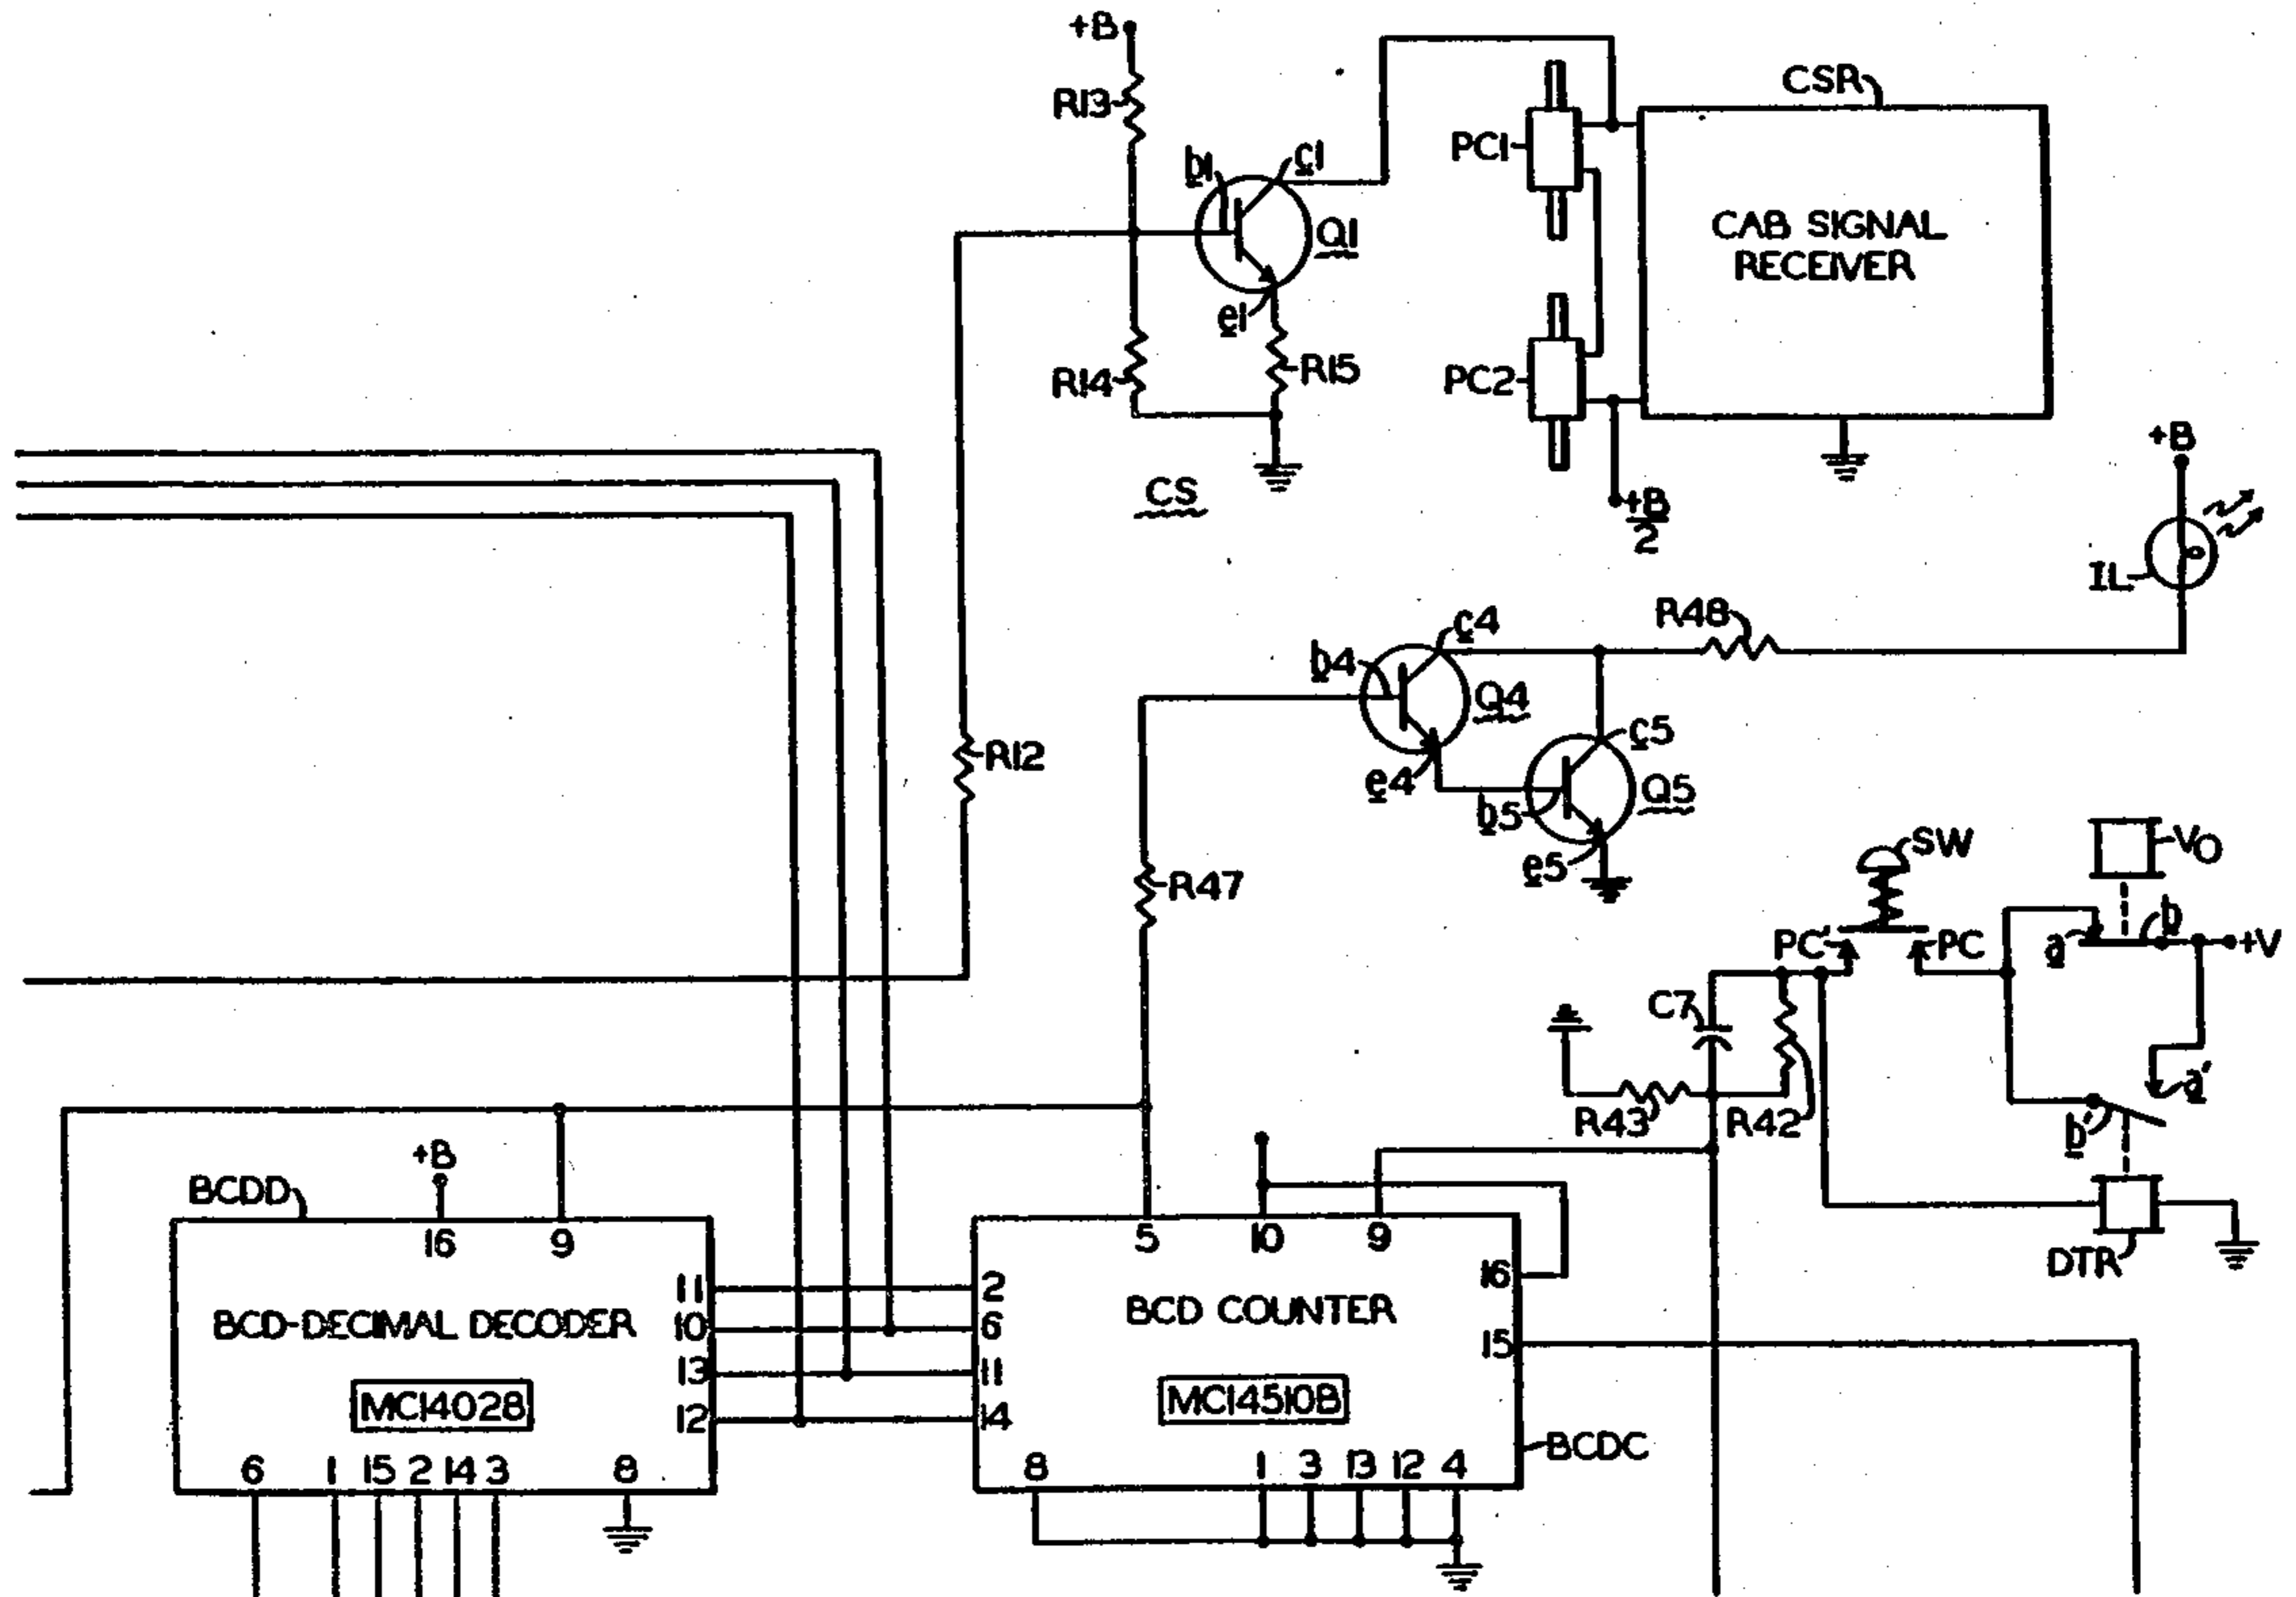 +B
R13
b1
c1
Q1
e1
R14
R15
CS
PC1
PC2
CSR
CAB SIGNAL
RECEIVER
+B
2
+B
IL
R48
c4
b4
Q4
e4
c5
b5
Q5
e5
R12
R47
SW
VO
PC'
PC
a
b
+V
C7
a'
R43
R42
b'
DTR
BCDD
+B
16
9
11
10
13
12
BCD-DECIMAL DECODER
MC14028
6 1 15 2 14 3 8
5 10 9
2
6
11
14
16
15
BCD COUNTER
MC14510B
8 1 3 13 12 4
BCDC